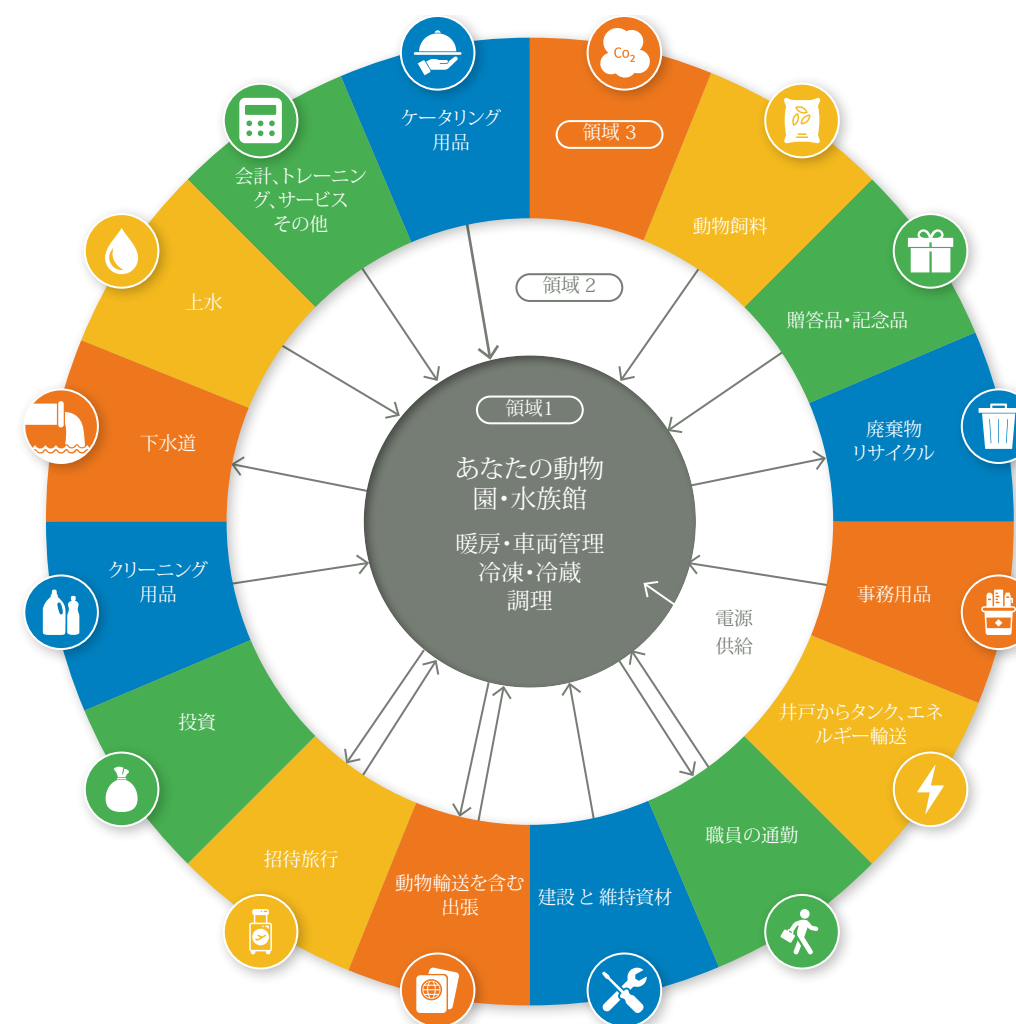 ケータリング
用品
Co2
領域 3
動物飼料
贈答品・記念品
廃棄物
リサイクル
事務用品
井戸からタンク、エネ
ルギー輸送
職員の通勤
建設 と 維持資材
動物輸送を含む
出張
招待旅行
投資
クリーニング
用品
下水道
上水
会計、トレーニン
グ、サービス
その他
領域 2
電源
供給
領域1
あなたの動物
園・水族館
暖房・車両管理
冷凍・冷蔵
調理